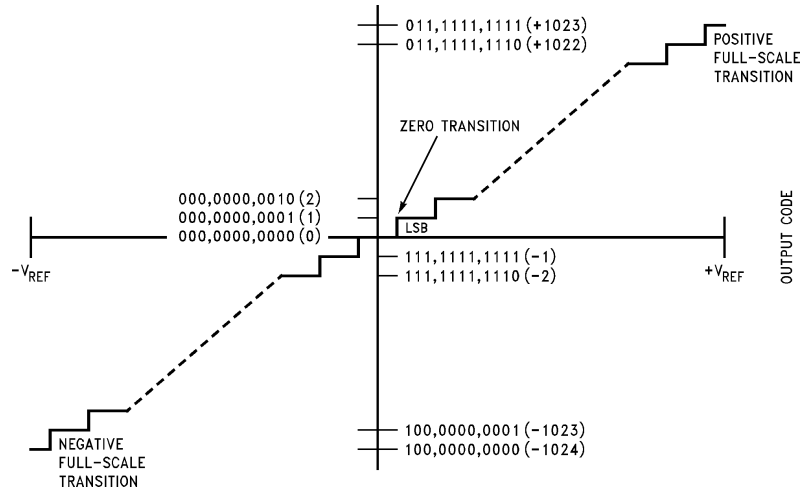 011,1111,1111(+1023)
011,1111,1110(+1022)
POSITIVE
FULL-SCALE
TRANSITION
ZERO TRANSITION
000,0000,0010(2)
000,0000,0001(1)
000,0000,0000(0)
LSB
OUTPUT CODE
-VREF
+VREF
111,1111,1111(-1)
111,1111,1110(-2)
100,0000,0001(-1023)
100,0000,0000(-1024)
NEGATIVE
FULL-SCALE
TRANSITION